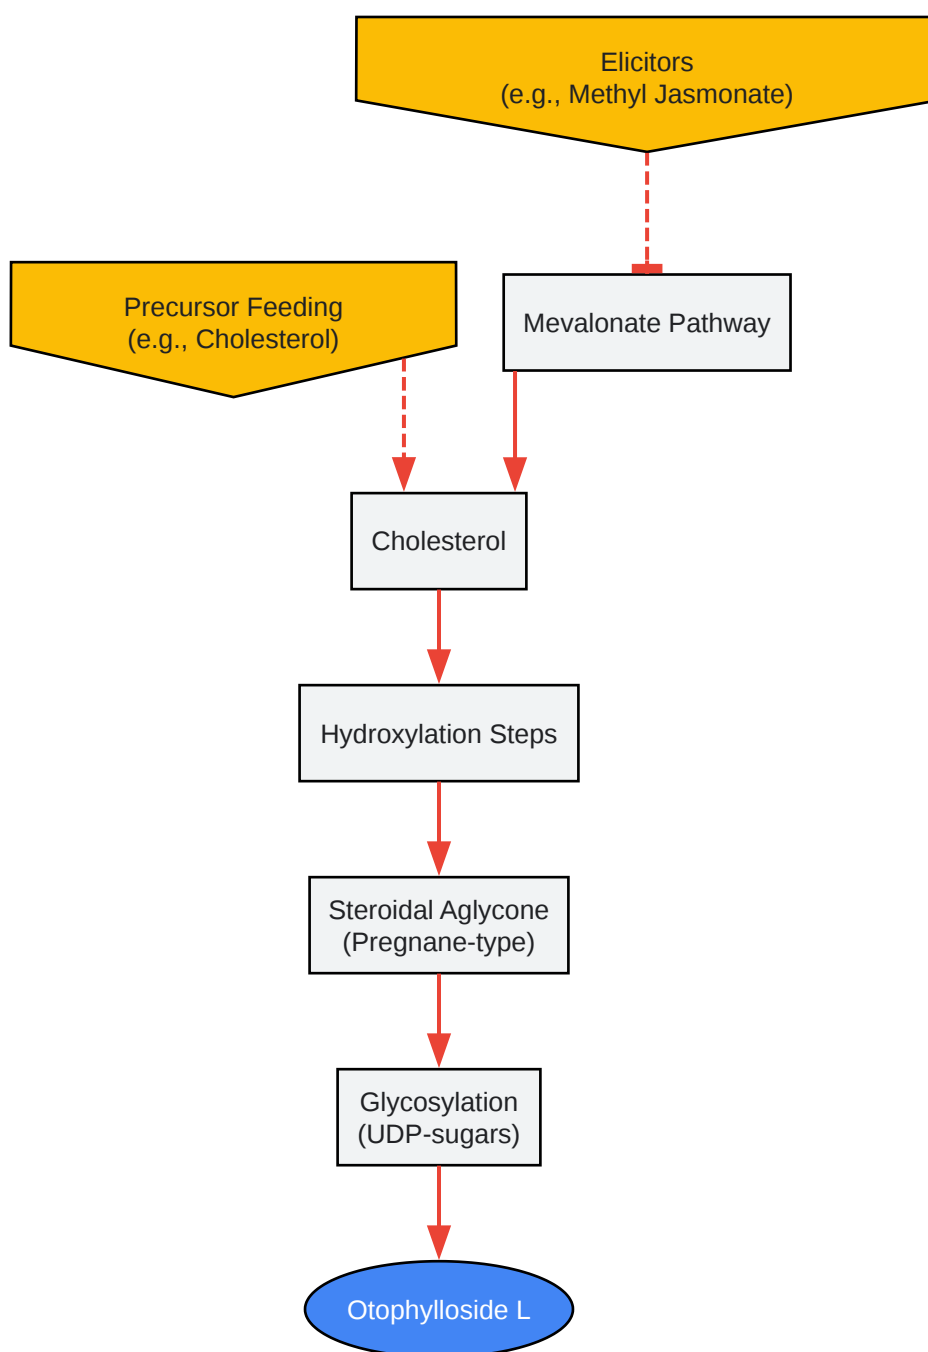 Elicitors
(e.g., Methyl Jasmonate)
Precursor Feeding
(e.g., Cholesterol)
Mevalonate Pathway
Cholesterol
Hydroxylation Steps
Steroidal Aglycone
(Pregnane-type)
Glycosylation
(UDP-sugars)
Otophylloside L